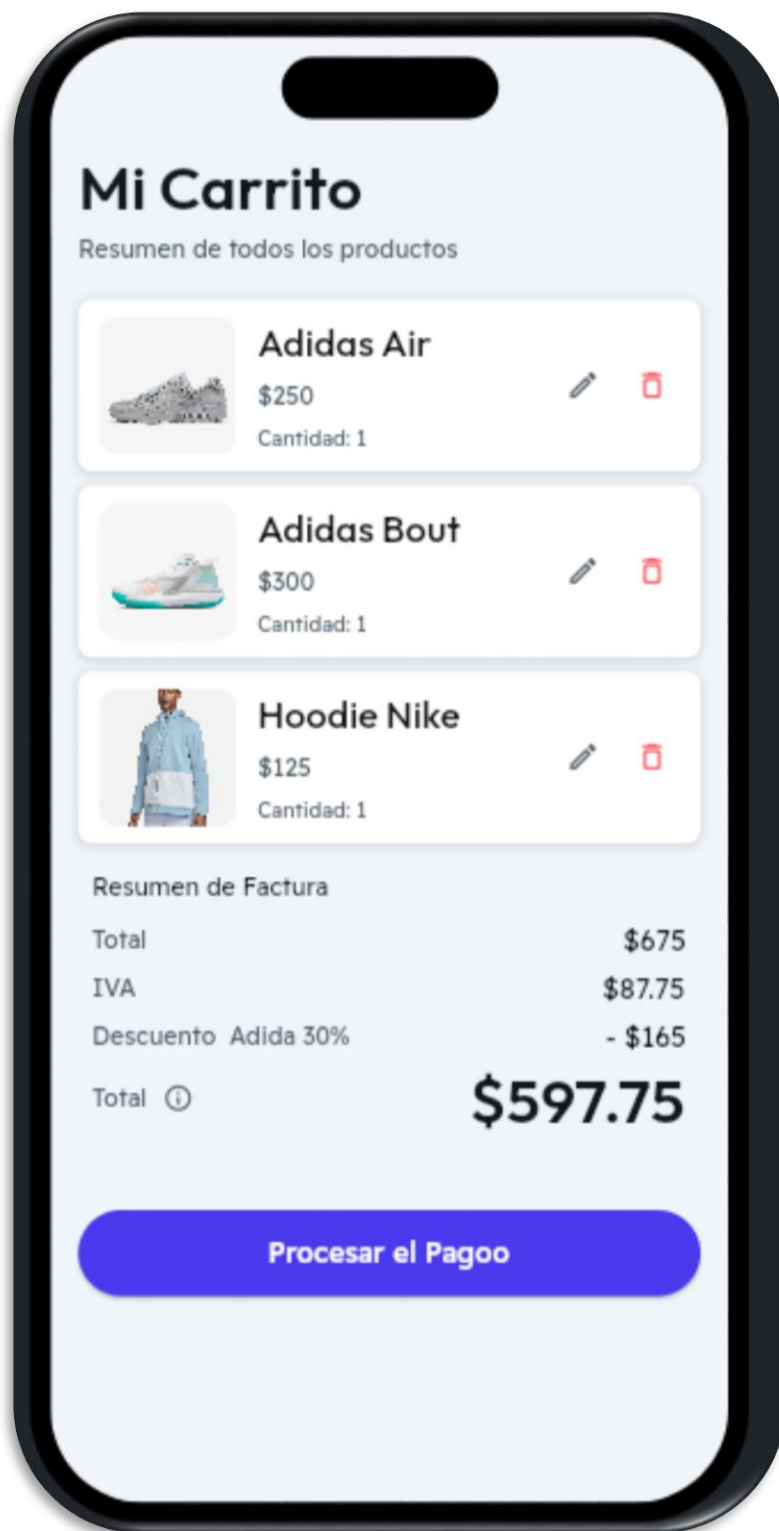 Mi Carrito
Resumen de todos los productos
Adidas Air
$250
Cantidad: 1
Adidas Bout
$300
Cantidad: 1
Hoodie Nike
$125
Cantidad: 1
Resumen de Factura
Total $675
IVA $87.75
Descuento Adida 30% - $165
Total $597.75
Procesar el Pagoo